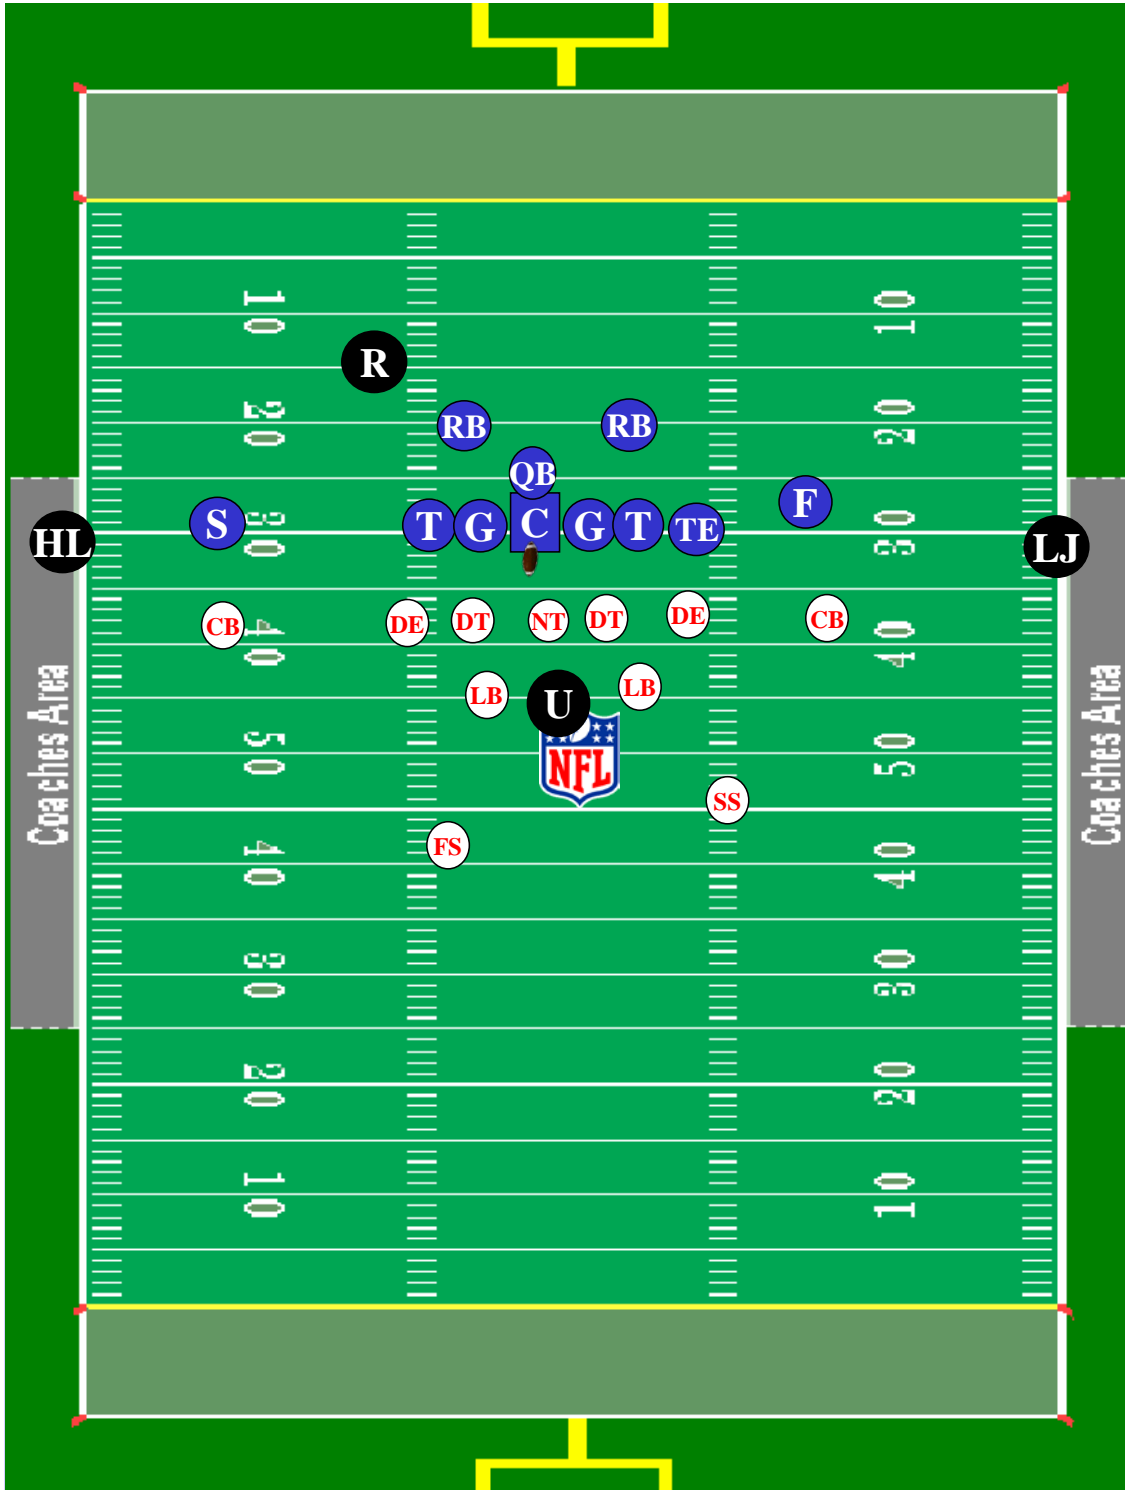 10 10
R
20 20
RB RB
QB
S 30 T G C G T TE F 30
HL LJ
CB 40 DE DT NT DT DE CB 40
LB U LB
Coaches Area 50 NFL 50 Coaches Area
SS
FS
40 40
30 30
20 20
10 10